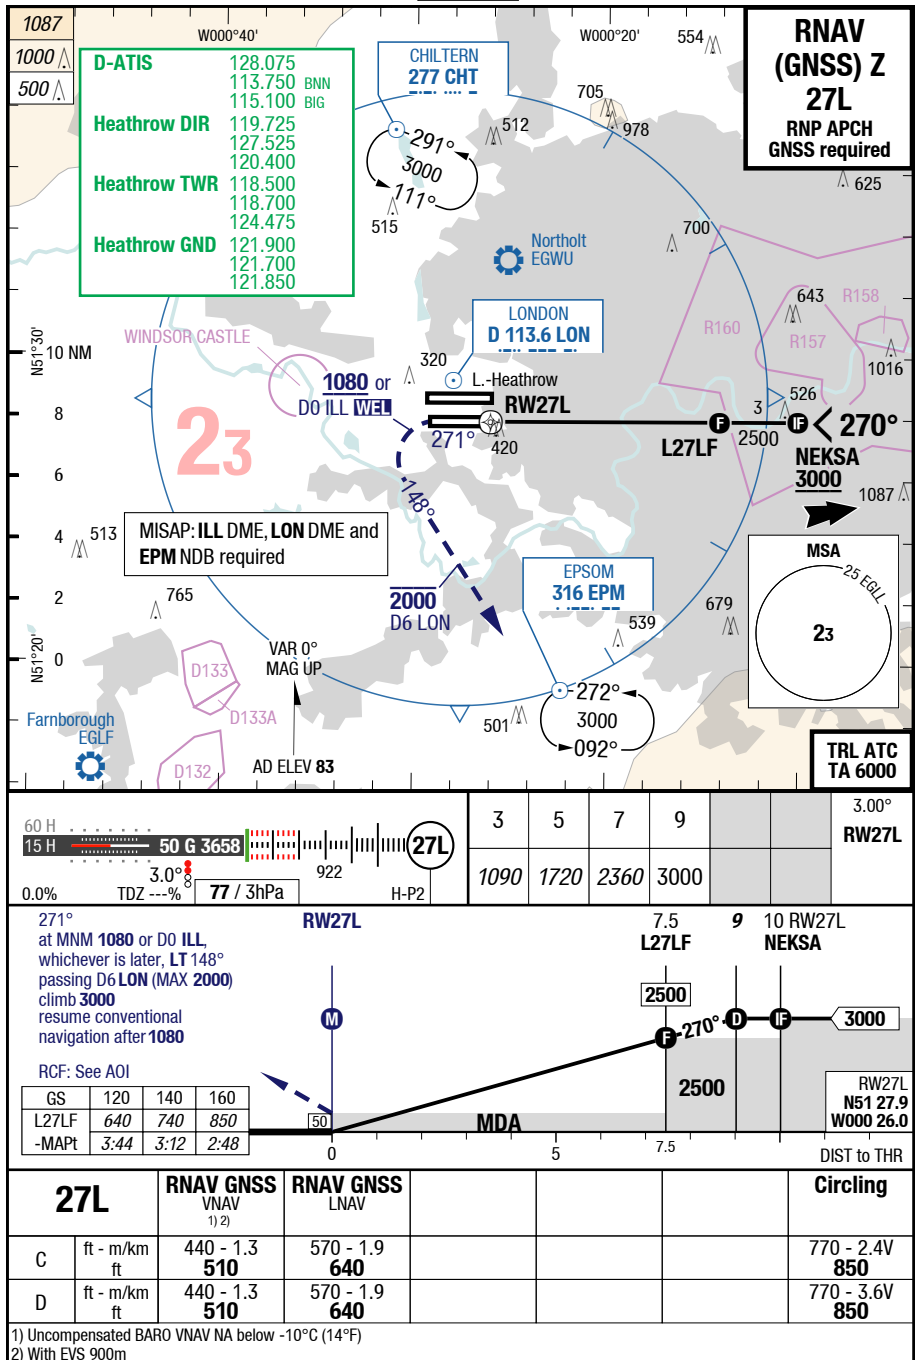 1087
1000
500
W000°40'
W000°20'
RNAV
(GNSS) Z
27L
RNP APCH
GNSS required
D-ATIS 128.075
113.750 BNN
115.100 BIG
Heathrow DIR 119.725
127.525
120.400
Heathrow TWR 118.500
118.700
124.475
Heathrow GND 121.900
121.700
121.850
CHILTERN
277 CHT
291°
3000
111°
515
512
554
705
978
625
700
Northolt
EGWU
R160
643
R157
R158
1016
WINDSOR CASTLE
LONDON
D 113.6 LON
N51°30'
10 NM
8
6
4
2
0
N51°20'
320
L.-Heathrow
1080 or
D0 ILL WEL
RW27L
271°
420
3
526
L27LF
2500
F
IF
270°
NEKSA
3000
1087
23
148°
513
MISAP: ILL DME, LON DME and
EPM NDB required
2000
D6 LON
EPSOM
316 EPM
MSA
25 EGLL
23
765
539
679
VAR 0°
MAG UP
D133
D133A
D132
272°
3000
092°
501
Farnborough
EGLF
AD ELEV 83
TRL ATC
TA 6000
60 H
15 H
50 G 3658
922
27L
3.0°
0.0%
TDZ ---%
77 / 3hPa
H-P2
3 5 7 9
1090 1720 2360 3000
3.00°
RW27L
271°
at MNM 1080 or D0 ILL,
whichever is later, LT 148°
passing D6 LON (MAX 2000)
climb 3000
resume conventional
navigation after 1080
RCF: See AOI
RW27L
7.5
L27LF
9
10 RW27L
NEKSA
2500
M
F
270°
D
IF
3000
2500
GS 120 140 160
L27LF 640 740 850
-MAPt 3:44 3:12 2:48
50
MDA
RW27L
N51 27.9
W000 26.0
0
5
7.5
DIST to THR
27L
RNAV GNSS
VNAV
1) 2)
RNAV GNSS
LNAV
Circling
C
ft - m/km
ft
440 - 1.3
510
570 - 1.9
640
770 - 2.4V
850
D
ft - m/km
ft
440 - 1.3
510
570 - 1.9
640
770 - 3.6V
850
1) Uncompensated BARO VNAV NA below -10°C (14°F)
2) With EVS 900m